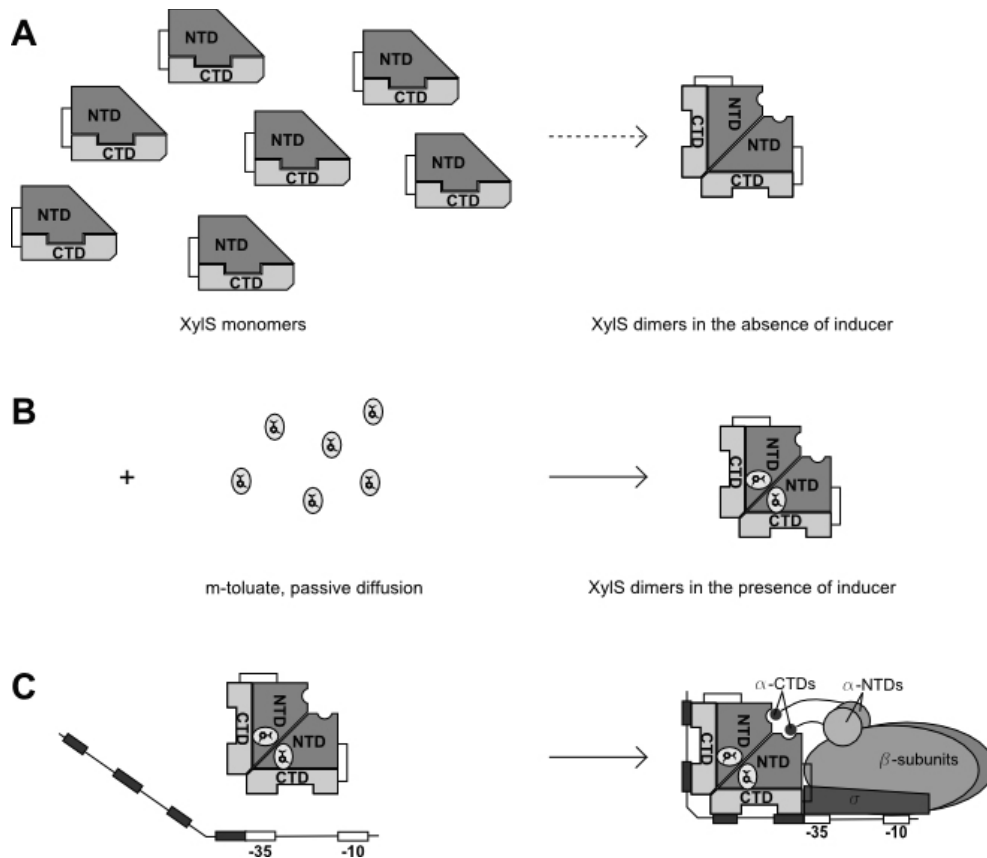 A
NTD
CTD
NTD
CTD
NTD
CTD
NTD
CTD
NTD
CTD
NTD
CTD
NTD
CTD
CTD
NTD
NTD
CTD
XylS monomers
XylS dimers in the absence of inducer
B
+
CTD
NTD
NTD
CTD
m-toluate, passive diffusion
XylS dimers in the presence of inducer
C
CTD
NTD
NTD
CTD
-35
-10
α-CTDs
α-NTDs
CTD
NTD
NTD
CTD
β-subunits
σ
-35
-10